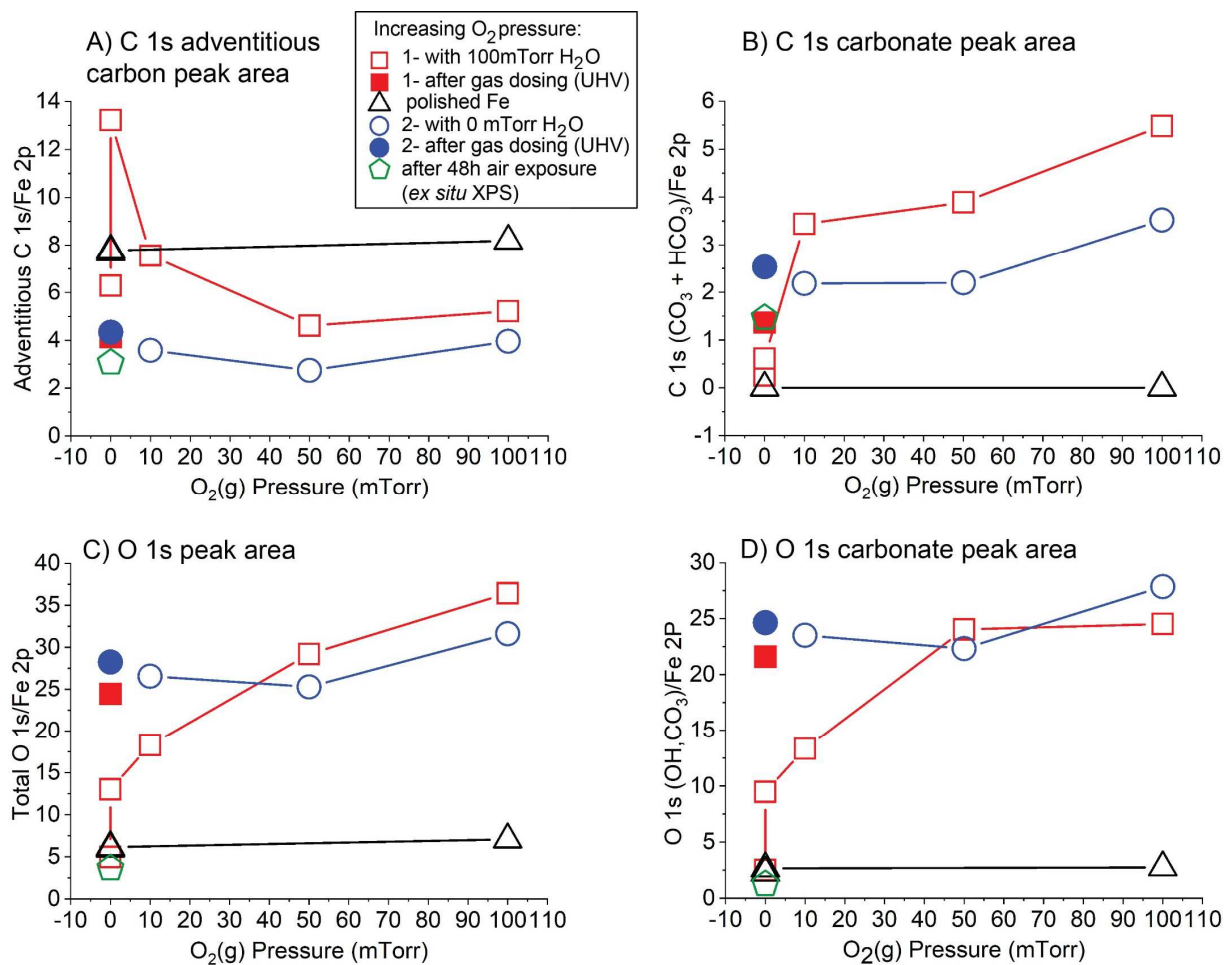 A) C 1s adventitious
carbon peak area
Increasing O2 pressure:
1- with 100mTorr H2O
1- after gas dosing (UHV)
polished Fe
2- with 0 mTorr H2O
2- after gas dosing (UHV)
after 48h air exposure
(ex situ XPS)
B) C 1s carbonate peak area
Adventitious C 1s/Fe 2p
14
12
10
8
6
4
2
0
-10 0 10 20 30 40 50 60 70 80 90 100 110
O2(g) Pressure (mTorr)
C 1s (CO3 + HCO3)/Fe 2p
6
5
4
3
2
1
0
-1
-10 0 10 20 30 40 50 60 70 80 90 100 110
O2(g) Pressure (mTorr)
C) O 1s peak area
Total O 1s/Fe 2p
40
35
30
25
20
15
10
5
0
-10 0 10 20 30 40 50 60 70 80 90 100 110
O2(g) Pressure (mTorr)
D) O 1s carbonate peak area
O 1s (OH,CO3)/Fe 2P
30
25
20
15
10
5
0
-10 0 10 20 30 40 50 60 70 80 90 100 110
O2(g) Pressure (mTorr)